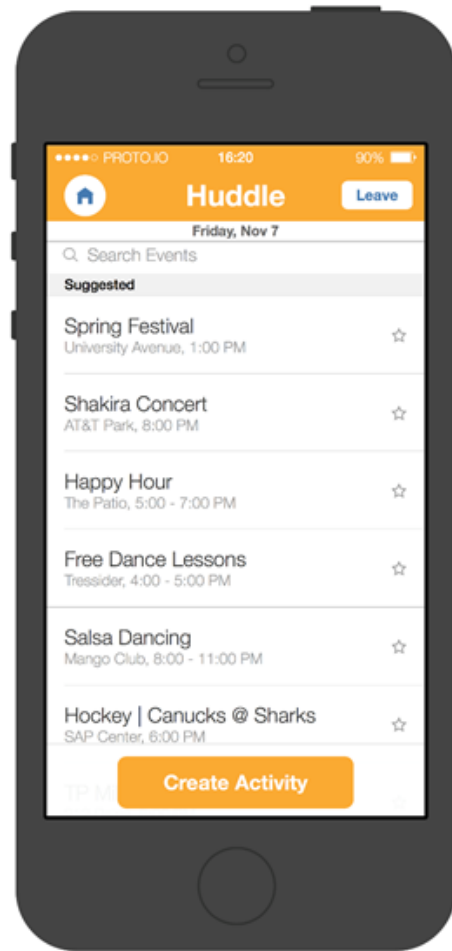 PROTO.IO 16:20 90%
Huddle Leave
Friday, Nov 7
Search Events
Suggested
Spring Festival
University Avenue, 1:00 PM
Shakira Concert
AT&T Park, 8:00 PM
Happy Hour
The Patio, 5:00 - 7:00 PM
Free Dance Lessons
Tressider, 4:00 - 5:00 PM
Salsa Dancing
Mango Club, 8:00 - 11:00 PM
Hockey | Canucks @ Sharks
SAP Center, 6:00 PM
Create Activity